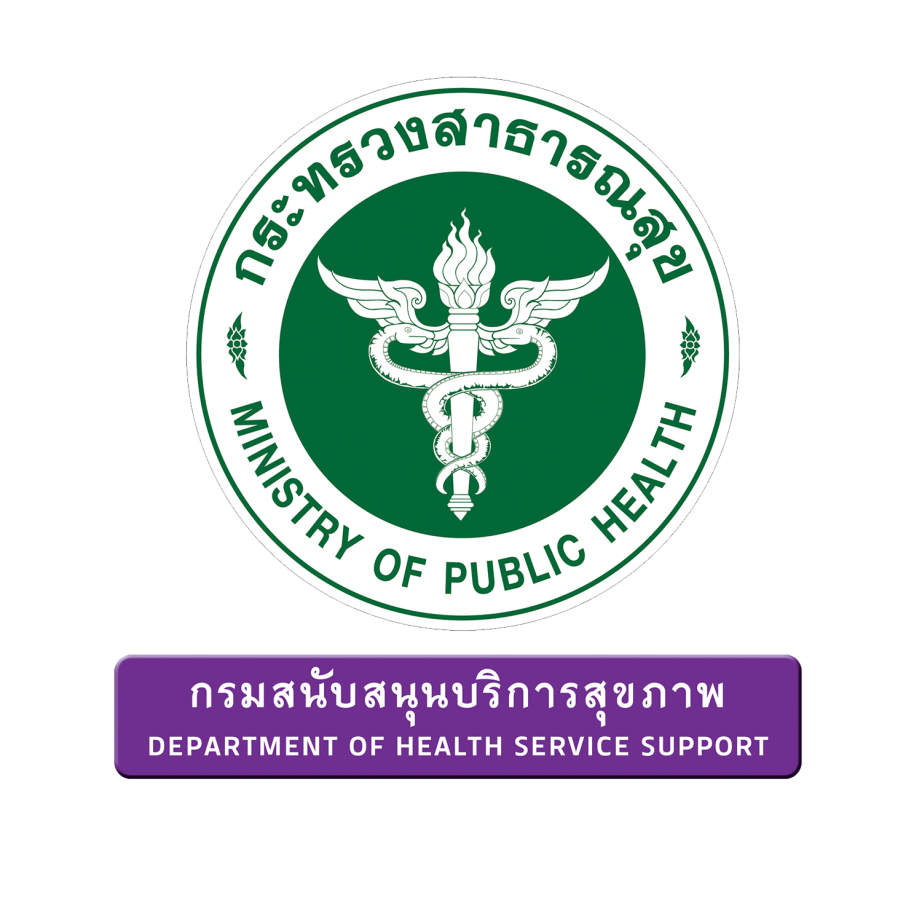 กระทรวงสาธารณสุข
MINISTRY OF PUBLIC HEALTH
กรมสนับสนุนบริการสุขภาพ
DEPARTMENT OF HEALTH SERVICE SUPPORT